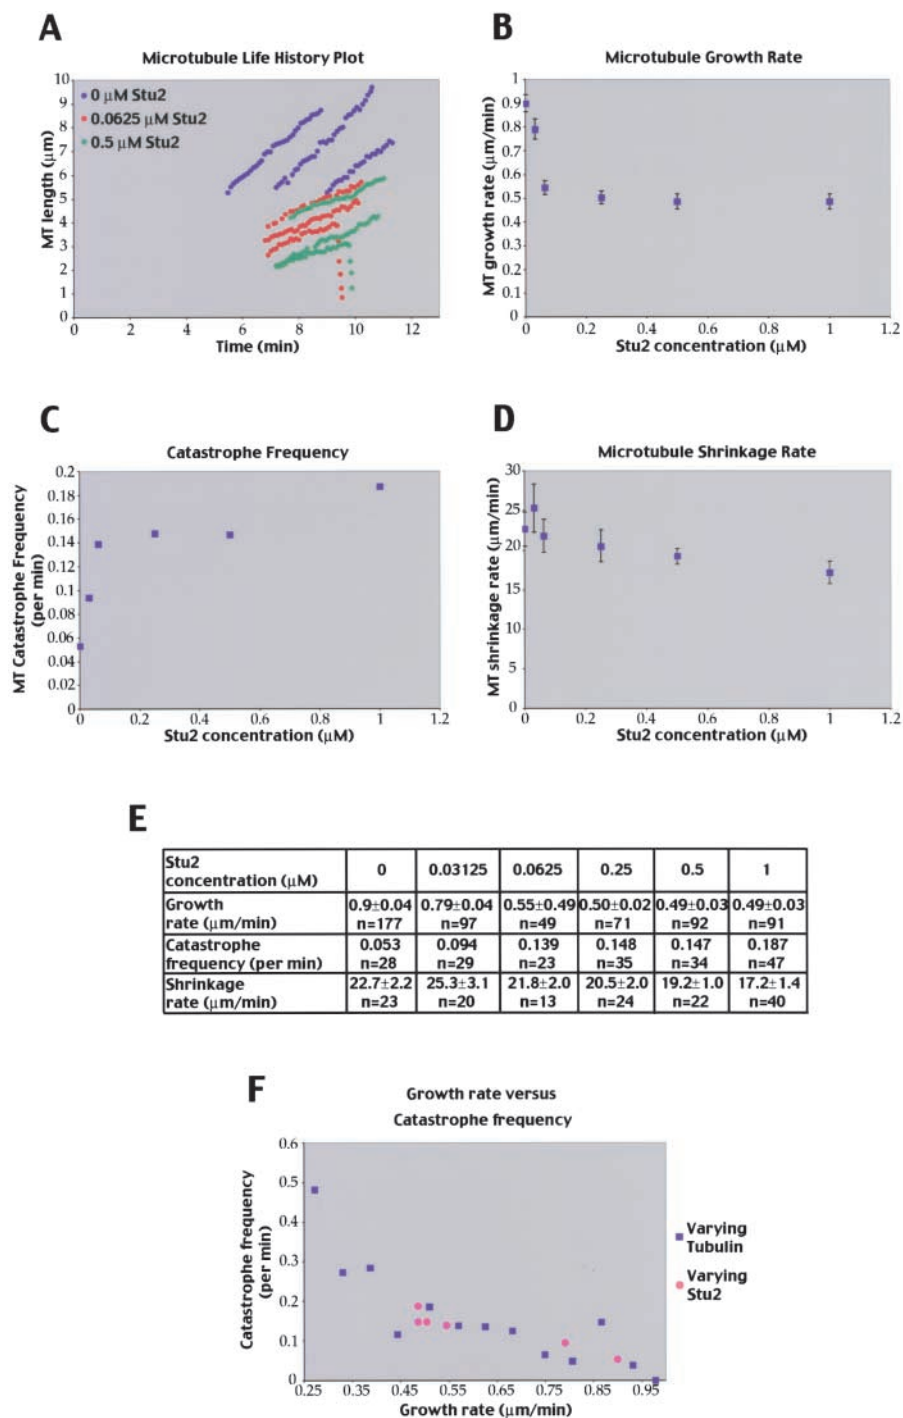 A
Microtubule Life History Plot
MT length (μm)
10
9
8
7
6
5
4
3
2
1
0
0 μM Stu2
0.0625 μM Stu2
0.5 μM Stu2
0 2 4 6 8 10 12
Time (min)
B
Microtubule Growth Rate
MT growth rate (μm/min)
1
0.9
0.8
0.7
0.6
0.5
0.4
0.3
0.2
0.1
0
0 0.2 0.4 0.6 0.8 1 1.2
Stu2 concentration (μM)
C
Catastrophe Frequency
MT Catastrophe Frequency
(per min)
0.2
0.18
0.16
0.14
0.12
0.1
0.08
0.06
0.04
0.02
0
0 0.2 0.4 0.6 0.8 1 1.2
Stu2 concentration (μM)
D
Microtubule Shrinkage Rate
MT shrinkage rate (μm/min)
30
25
20
15
10
5
0
0 0.2 0.4 0.6 0.8 1 1.2
Stu2 concentration (μM)
E
Stu2
concentration (μM) 0 0.03125 0.0625 0.25 0.5 1
Growth 0.9±0.04 0.79±0.04 0.55±0.49 0.50±0.02 0.49±0.03 0.49±0.03
rate (μm/min) n=177 n=97 n=49 n=71 n=92 n=91
Catastrophe 0.053 0.094 0.139 0.148 0.147 0.187
frequency (per min) n=28 n=29 n=23 n=35 n=34 n=47
Shrinkage 22.7±2.2 25.3±3.1 21.8±2.0 20.5±2.0 19.2±1.0 17.2±1.4
rate (μm/min) n=23 n=20 n=13 n=24 n=22 n=40
F
Growth rate versus
Catastrophe frequency
Catastrophe frequency
(per min)
0.6
0.5
0.4
0.3
0.2
0.1
0
0.25 0.35 0.45 0.55 0.65 0.75 0.85 0.95
Growth rate (μm/min)
Varying
Tubulin
Varying
Stu2